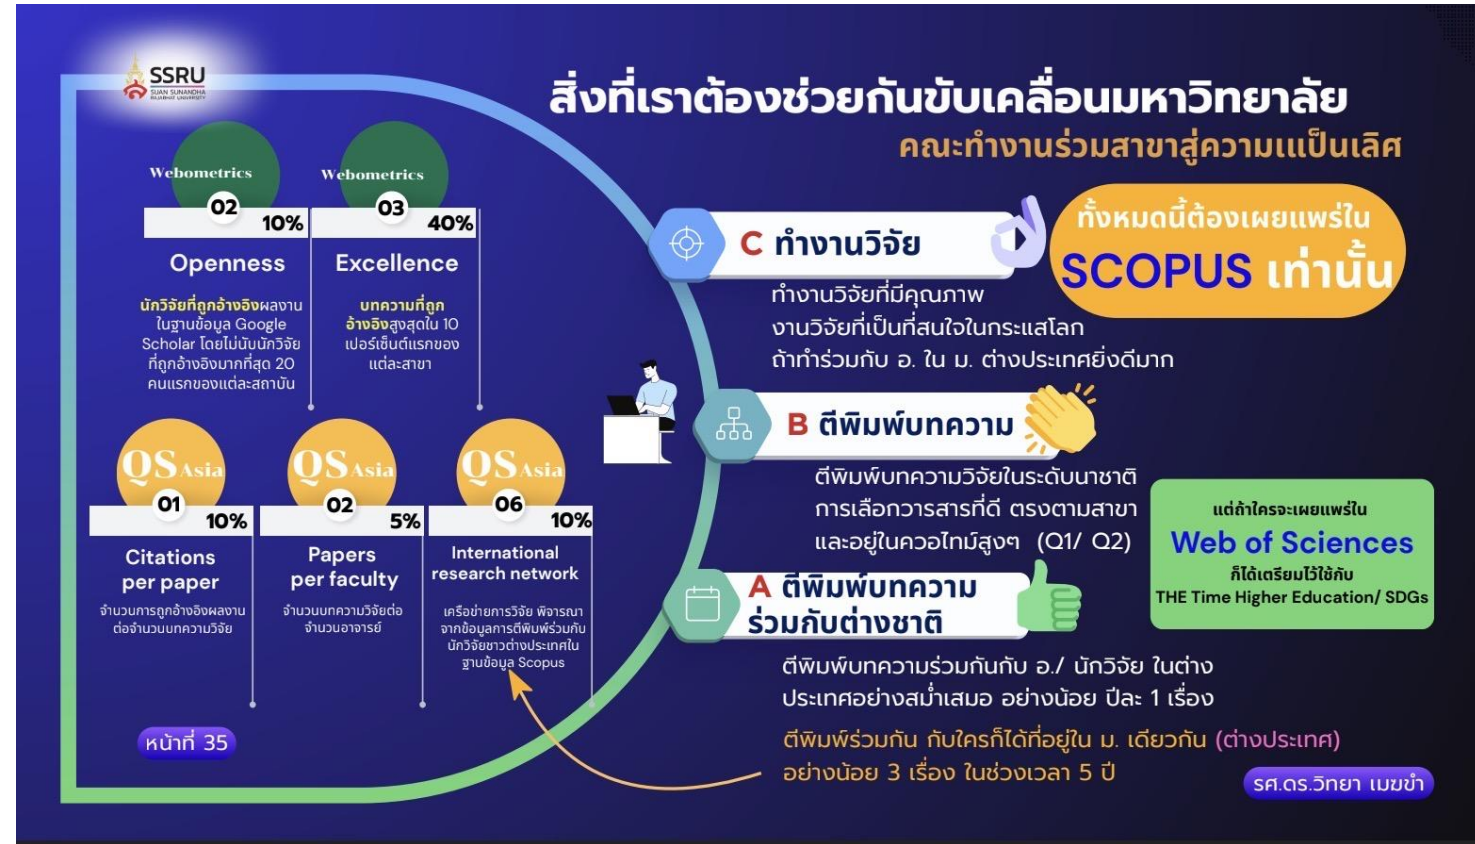 SSRU
SUAN SUNANDHA
RAJABHAT UNIVERSITY
สิ่งที่เราต้องช่วยกันขับเคลื่อนมหาวิทยาลัย
คณะทำงานร่วมสาขาสู่ความแเป็นเลิศ
Webometrics
02
10%
Openness
นักวิจัยที่ถูกอ้างอิงผลงาน
ในฐานข้อมูล Google
Scholar โดยไม่นับนักวิจัย
ที่ถูกอ้างอิงมากที่สุด 20
คนแรกของแต่ละสถาบัน
Webometrics
03
40%
Excellence
บทความที่ถูก
อ้างอิงสูงสุดใน 10
เปอร์เซ็นต์แรกของ
แต่ละสาขา
QS Asia
01
10%
Citations
per paper
จำนวนการถูกอ้างอิงผลงาน
ต่อจำนวนบทความวิจัย
QS Asia
02
5%
Papers
per faculty
จำนวนบทความวิจัยต่อ
จำนวนอาจารย์
QS Asia
06
10%
International
research network
เครือข่ายการวิจัย พิจารณา
จากข้อมูลการตีพิมพ์ร่วมกับ
นักวิจัยชาวต่างประเทศใน
ฐานข้อมูล Scopus
หน้าที่ 35
C ทำงานวิจัย
ทำงานวิจัยที่มีคุณภาพ
งานวิจัยที่เป็นที่สนใจในกระแสโลก
ถ้าทำร่วมกับ อ. ใน ม. ต่างประเทศยิ่งดีมาก
ทั้งหมดนี้ต้องเผยแพร่ใน
SCOPUS เท่านั้น
B ตีพิมพ์บทความ
ตีพิมพ์บทความวิจัยในระดับนาชาติ
การเลือกวารสารที่ดี ตรงตามสาขา
และอยู่ในควอไทม์สูงๆ (Q1/ Q2)
แต่ถ้าใครจะเผยแพร่ใน
Web of Sciences
ก็ได้เตรียมไว้ใช้กับ
THE Time Higher Education/ SDGs
A ตีพิมพ์บทความ
ร่วมกับต่างชาติ
ตีพิมพ์บทความร่วมกันกับ อ./ นักวิจัย ในต่าง
ประเทศอย่างสม่ำเสมอ อย่างน้อย ปีละ 1 เรื่อง
ตีพิมพ์ร่วมกัน กับใครก็ได้ที่อยู่ใน ม. เดียวกัน (ต่างประเทศ)
อย่างน้อย 3 เรื่อง ในช่วงเวลา 5 ปี
รศ.ดร.วิทยา เมฆขำ